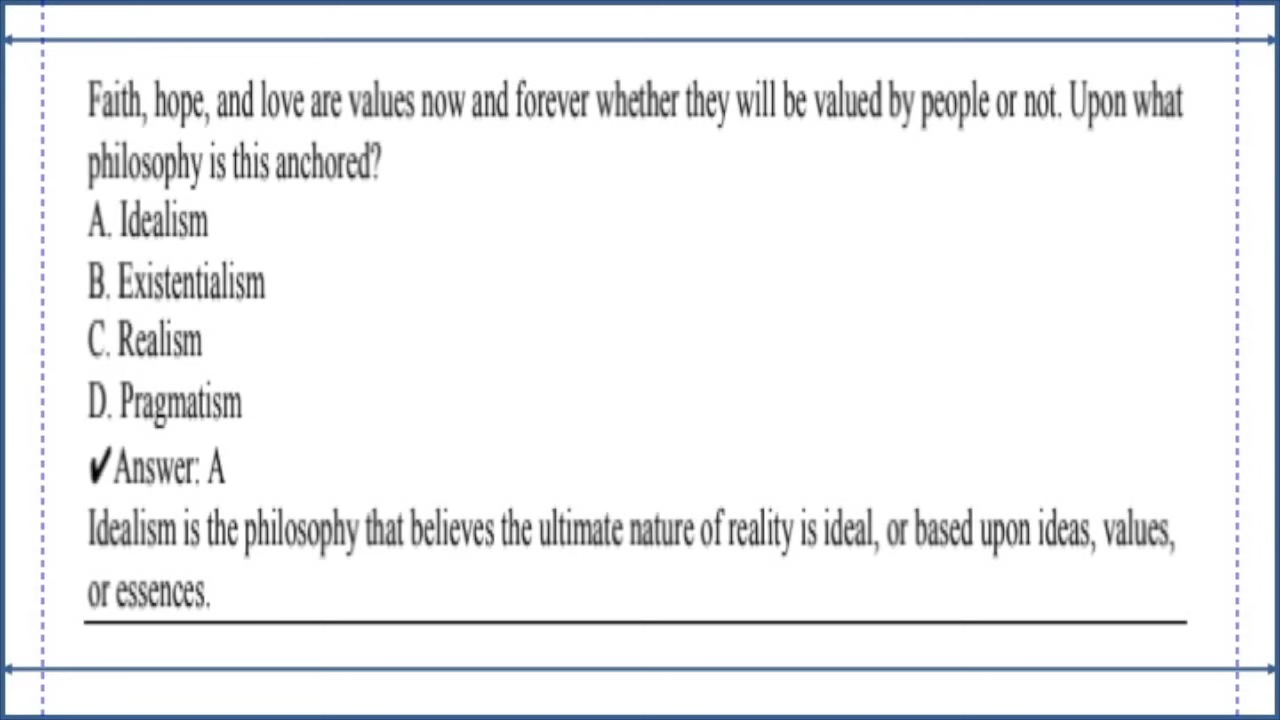 Faith, hope, and love are values now and forever whether they will be valued by people or not. Upon what
philosophy is this anchored?
A. Idealism
B. Existentialism
C. Realism
D. Pragmatism
✔Answer: A
Idealism is the philosophy that believes the ultimate nature of reality is ideal, or based upon ideas, values,
or essences.